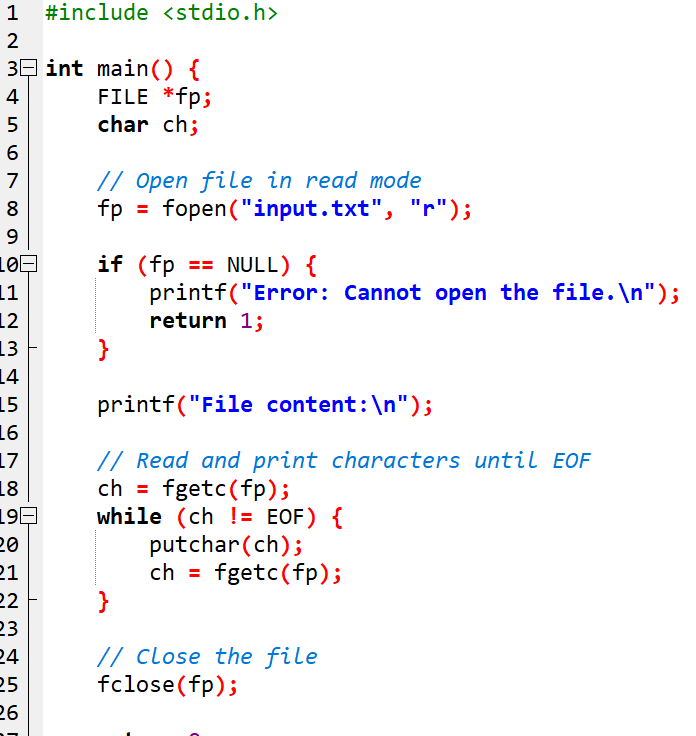 1 #include <stdio.h>
2
3 int main() {
4 FILE *fp;
5 char ch;
6
7 // Open file in read mode
8 fp = fopen("input.txt", "r");
9
10 if (fp == NULL) {
11 printf("Error: Cannot open the file.\n");
12 return 1;
13 }
14
15 printf("File content:\n");
16
17 // Read and print characters until EOF
18 ch = fgetc(fp);
19 while (ch != EOF) {
20 putchar(ch);
21 ch = fgetc(fp);
22 }
23
24 // Close the file
25 fclose(fp);
26